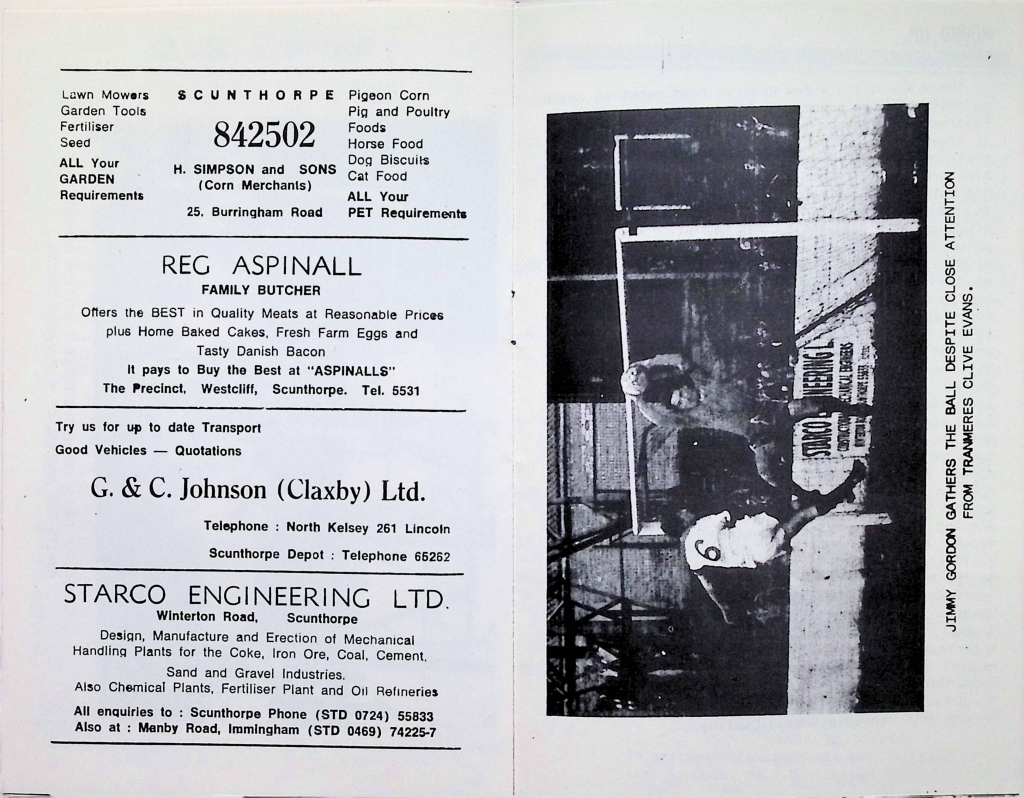 Lawn Mowers
Garden Tools
Fertiliser
Seed
ALL Your
GARDEN
Requirements
SCUNTHORPE
842502
H. SIMPSON and SONS
(Corn Merchants)
25. Burringham Road
Pigeon Corn
Pig and Poultry
Foods
Horse Food
Dog Biscuits
Cat Food
ALL Your
PET Requirements
REG ASPINALL
FAMILY BUTCHER
Offers the BEST in Quality Meats at Reasonable Prices
plus Home Baked Cakes, Fresh Farm Eggs and
Tasty Danish Bacon
It pays to Buy the Best at "ASPINALLS"
The Precinct, Westcliff, Scunthorpe. Tel. 5531
Try us for up to date Transport
Good Vehicles — Quotations
G. & C. Johnson (Claxby) Ltd.
Telephone : North Kelsey 261 Lincoln
Scunthorpe Depot : Telephone 65262
STARCO ENGINEERING LTD.
Winterton Road, Scunthorpe
Design, Manufacture and Erection of Mechanical
Handling Plants for the Coke, Iron Ore, Coal, Cement,
Sand and Gravel Industries.
Also Chemical Plants, Fertiliser Plant and Oil Refineries
All enquiries to : Scunthorpe Phone (STD 0724) 55833
Also at : Manby Road, Immingham (STD 0469) 74225-7
6
STARCO
JIMMY GORDON GATHERS THE BALL DESPITE CLOSE ATTENTION
FROM TRANMERES CLIVE EVANS.